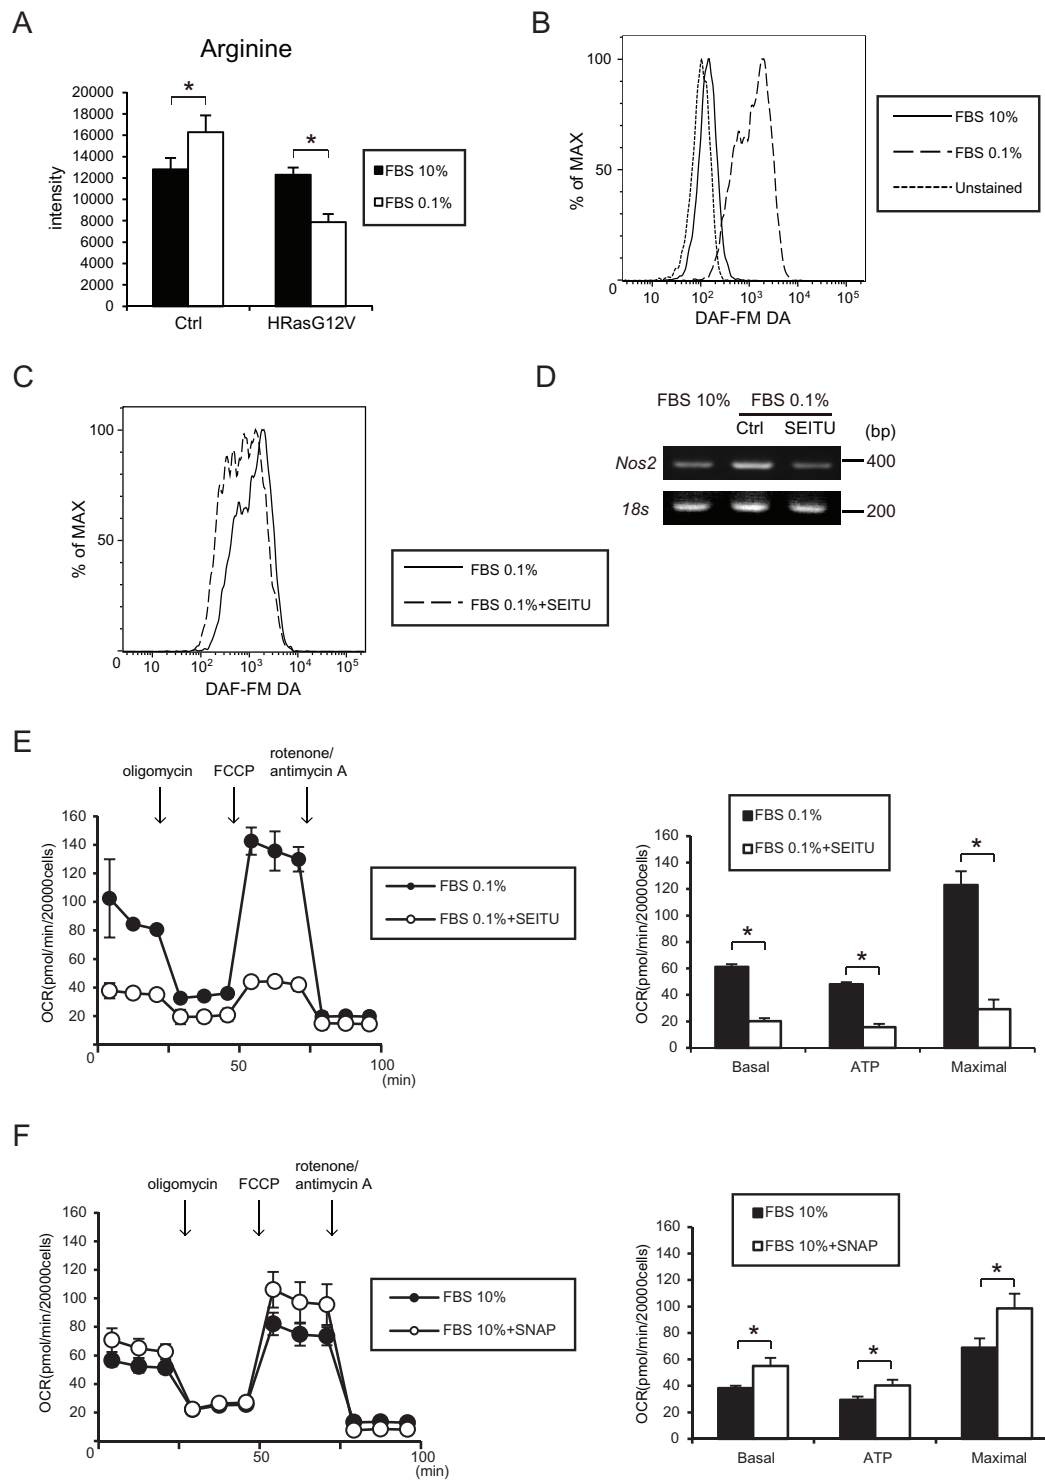 A
Arginine
*
*
20000
18000
16000
14000
12000
10000
8000
6000
4000
2000
0
intensity
Ctrl
HRasG12V
FBS 10%
FBS 0.1%
B
100
50
0
% of MAX
10
10²
10³
10⁴
10⁵
DAF-FM DA
FBS 10%
FBS 0.1%
Unstained
C
100
50
0
% of MAX
10
10²
10³
10⁴
10⁵
DAF-FM DA
FBS 0.1%
FBS 0.1%+SEITU
D
FBS 10% FBS 0.1%
Ctrl SEITU (bp)
Nos2 400
18s 200
E
oligomycin
FCCP
rotenone/
antimycin A
160
140
120
100
80
60
40
20
0
OCR(pmol/min/20000cells)
50
100
(min)
FBS 0.1%
FBS 0.1%+SEITU
FBS 0.1%
FBS 0.1%+SEITU
160
140
120
100
80
60
40
20
0
OCR(pmol/min/20000cells)
*
*
*
Basal
ATP
Maximal
F
oligomycin
FCCP
rotenone/
antimycin A
160
140
120
100
80
60
40
20
0
OCR(pmol/min/20000cells)
50
100
(min)
FBS 10%
FBS 10%+SNAP
FBS 10%
FBS 10%+SNAP
160
140
120
100
80
60
40
20
0
OCR(pmol/min/20000cells)
*
*
*
Basal
ATP
Maximal